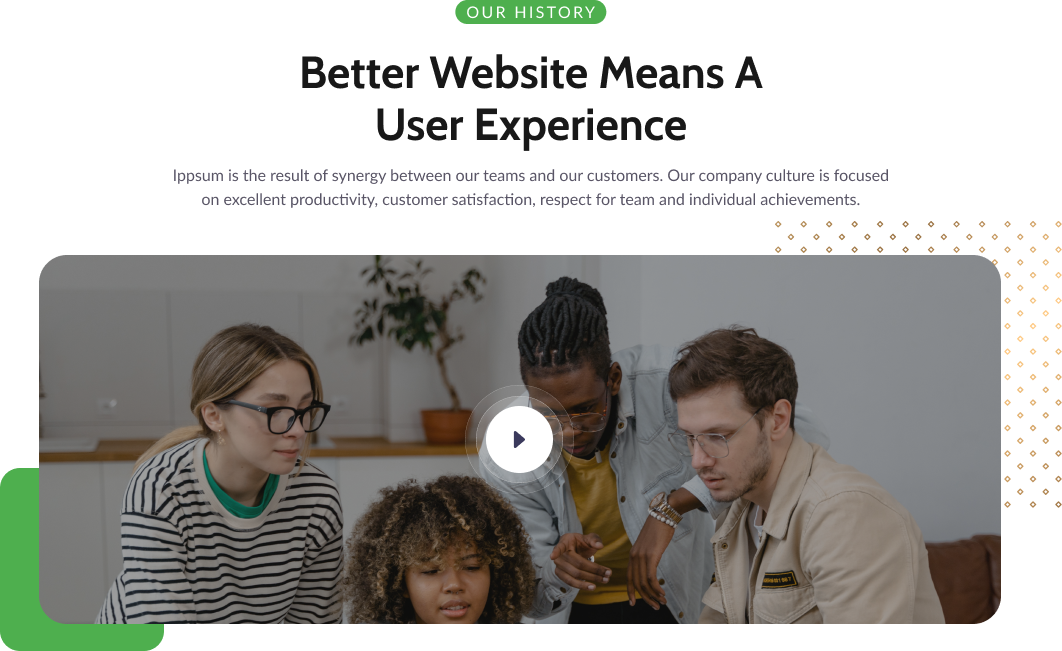 OUR HISTORY
Better Website Means A
User Experience
Ippsum is the result of synergy between our teams and our customers. Our company culture is focused
on excellent productivity, customer satisfaction, respect for team and individual achievements.